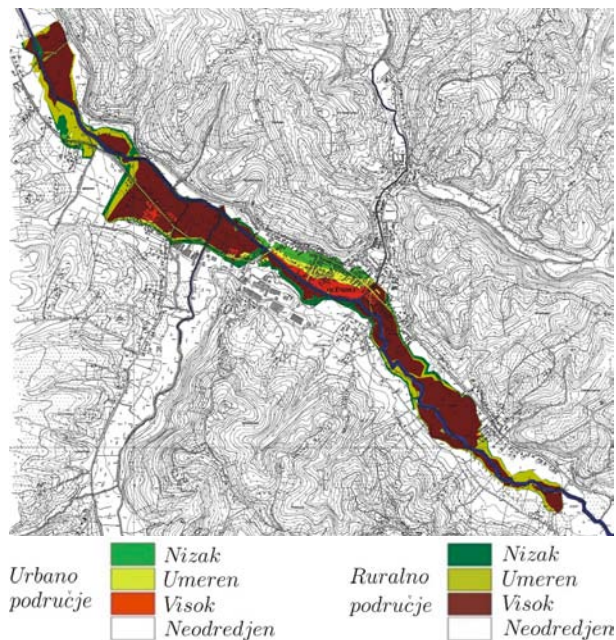 Urbano
područje
Nizak
Umeren
Visok
Neodredjen
Ruralno
područje
Nizak
Umeren
Visok
Neodredjen